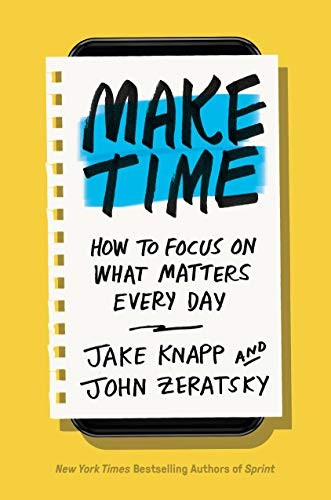 MAKE
TIME
HOW TO FOCUS ON
WHAT MATTERS
EVERY DAY
JAKE KNAPP AND
JOHN ZERATSKY
New York Times Bestselling Authors of Sprint